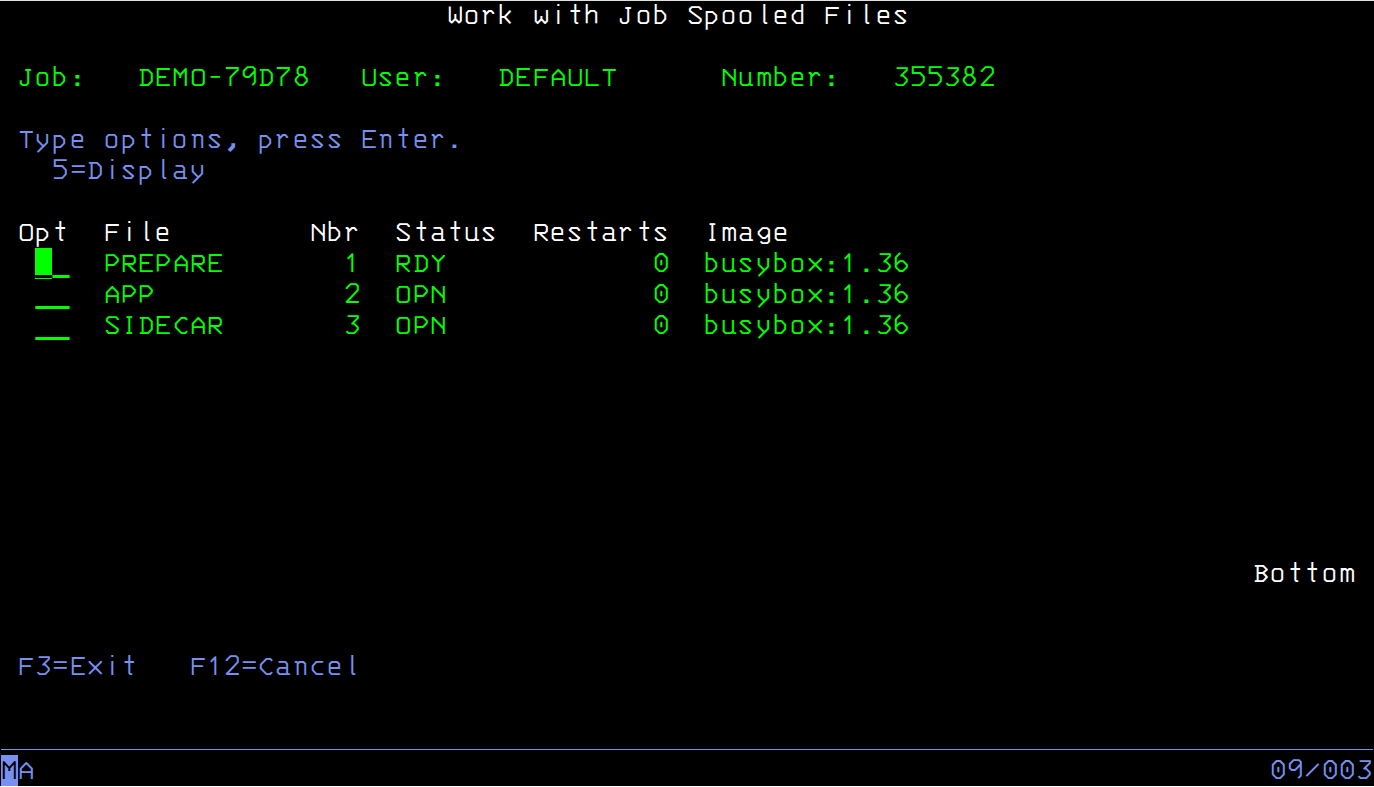 Work with Job Spooled Files
Job: DEMO-79D78 User: DEFAULT Number: 355382
Type options, press Enter.
5=Display
Opt File Nbr Status Restarts Image
_ PREPARE 1 RDY 0 busybox:1.36
__ APP 2 OPN 0 busybox:1.36
__ SIDECAR 3 OPN 0 busybox:1.36
Bottom
F3=Exit F12=Cancel
MA 09/003